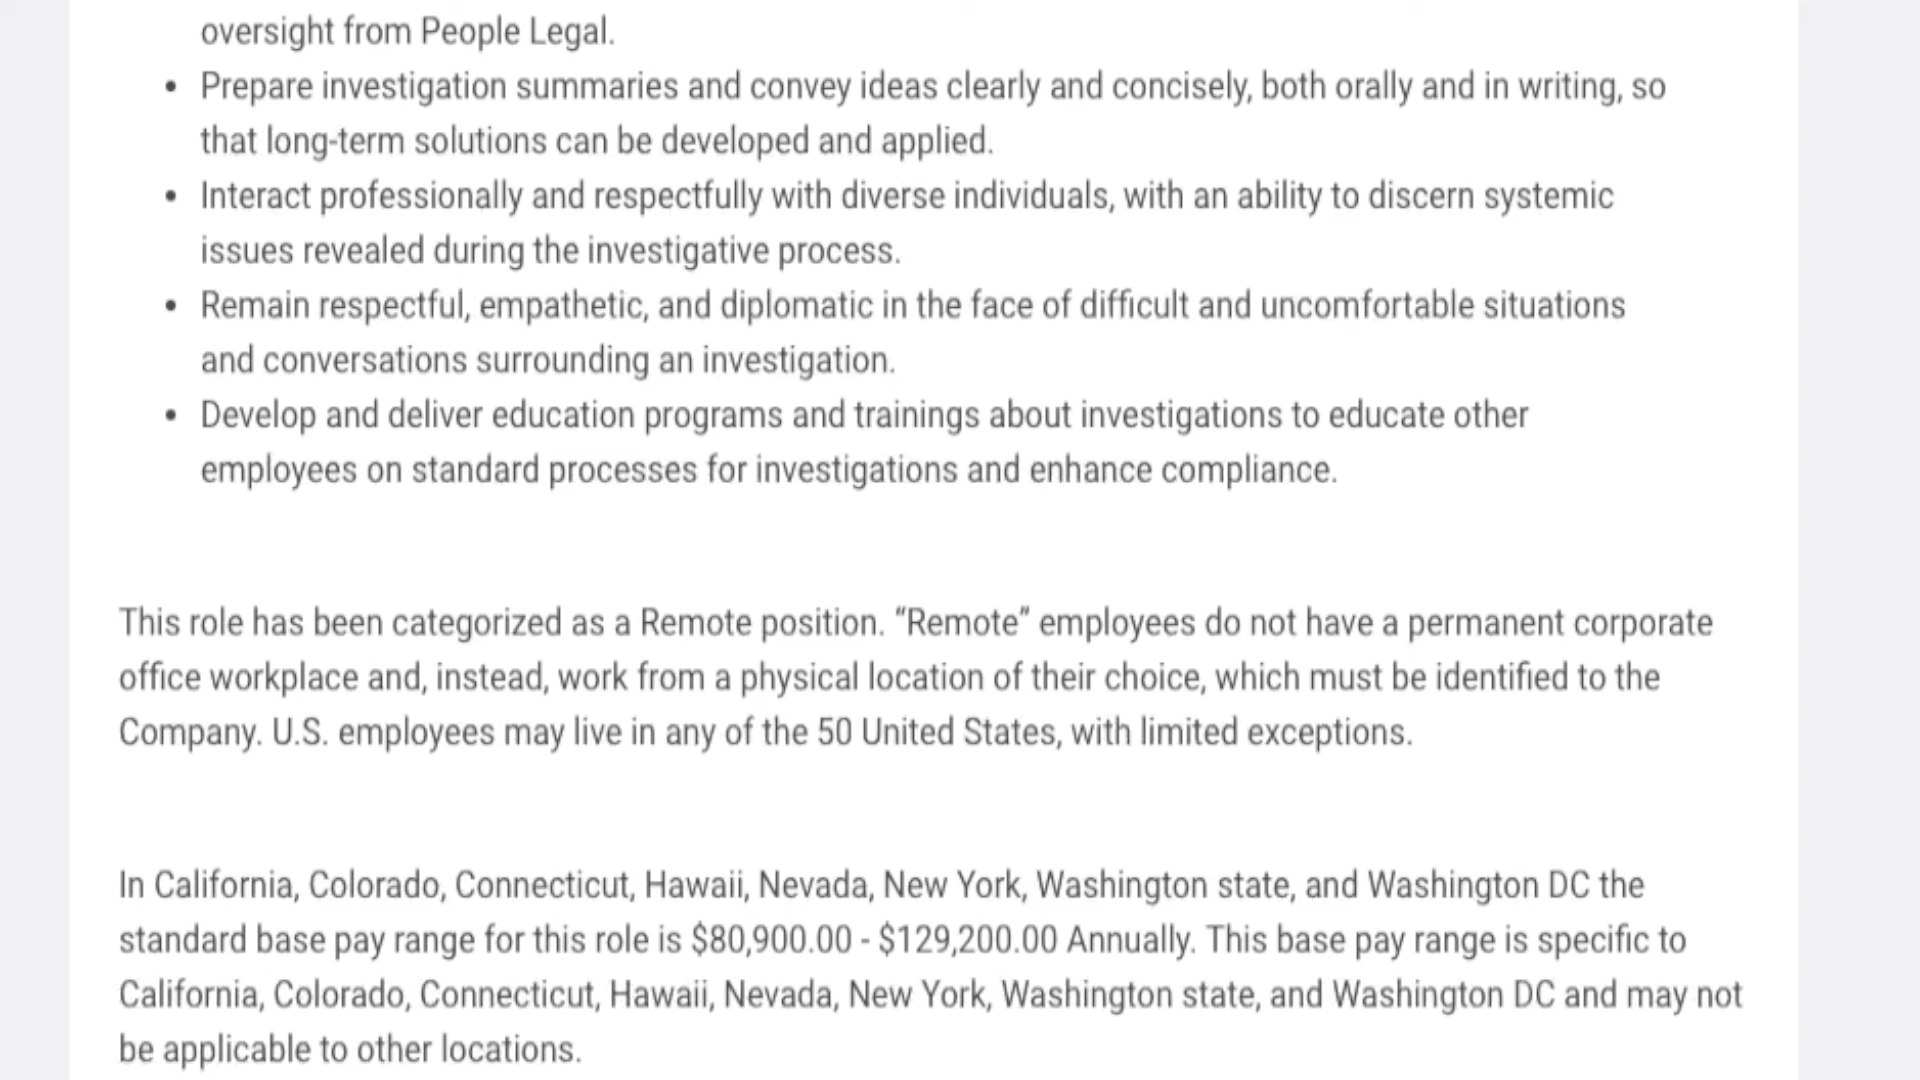 oversight from People Legal.
• Prepare investigation summaries and convey ideas clearly and concisely, both orally and in writing, so
that long-term solutions can be developed and applied.
• Interact professionally and respectfully with diverse individuals, with an ability to discern systemic
issues revealed during the investigative process.
• Remain respectful, empathetic, and diplomatic in the face of difficult and uncomfortable situations
and conversations surrounding an investigation.
• Develop and deliver education programs and trainings about investigations to educate other
employees on standard processes for investigations and enhance compliance.
This role has been categorized as a Remote position. “Remote” employees do not have a permanent corporate
office workplace and, instead, work from a physical location of their choice, which must be identified to the
Company. U.S. employees may live in any of the 50 United States, with limited exceptions.
In California, Colorado, Connecticut, Hawaii, Nevada, New York, Washington state, and Washington DC the
standard base pay range for this role is $80,900.00 - $129,200.00 Annually. This base pay range is specific to
California, Colorado, Connecticut, Hawaii, Nevada, New York, Washington state, and Washington DC and may not
be applicable to other locations.